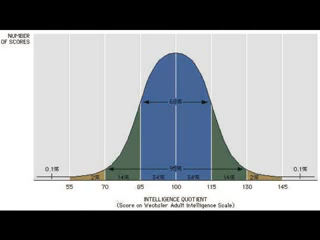 NUMBER
OF SCORES
68%
95%
0.1% 2% 14% 34% 34% 14% 2% 0.1%
55 70 85 100 115 130 145
INTELLIGENCE QUOTIENT
(Score on Wechsler Adult Intelligence Scale)